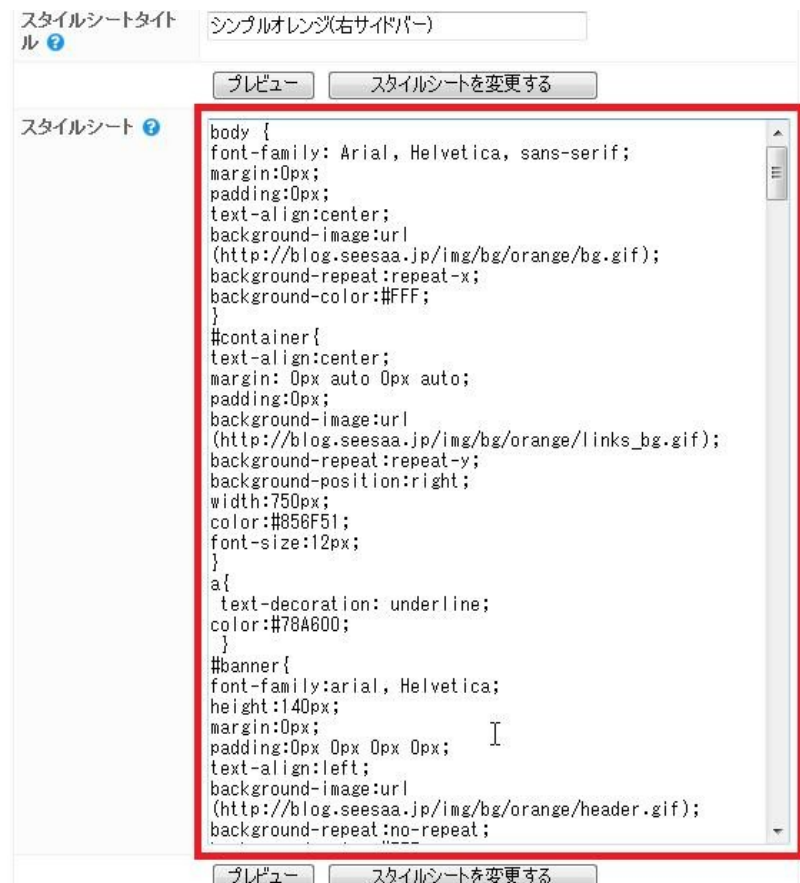 スタイルシートタイト
ル ?
シンプルオレンジ(右サイドバー)
プレビュー スタイルシートを変更する
スタイルシート ?
body {
font-family: Arial, Helvetica, sans-serif;
margin:0px;
padding:0px;
text-align:center;
background-image:url
(http://blog.seesaa.jp/img/bg/orange/bg.gif);
background-repeat:repeat-x;
background-color:#FFF;
}
#container{
text-align:center;
margin: 0px auto 0px auto;
padding:0px;
background-image:url
(http://blog.seesaa.jp/img/bg/orange/links_bg.gif);
background-repeat:repeat-y;
background-position:right;
width:750px;
color:#856F51;
font-size:12px;
}
a{
 text-decoration: underline;
color:#78A600;
 }
#banner{
font-family:arial, Helvetica;
height:140px;
margin:0px;
padding:0px 0px 0px 0px;
text-align:left;
background-image:url
(http://blog.seesaa.jp/img/bg/orange/header.gif);
background-repeat:no-repeat;
プレビュー スタイルシートを変更する